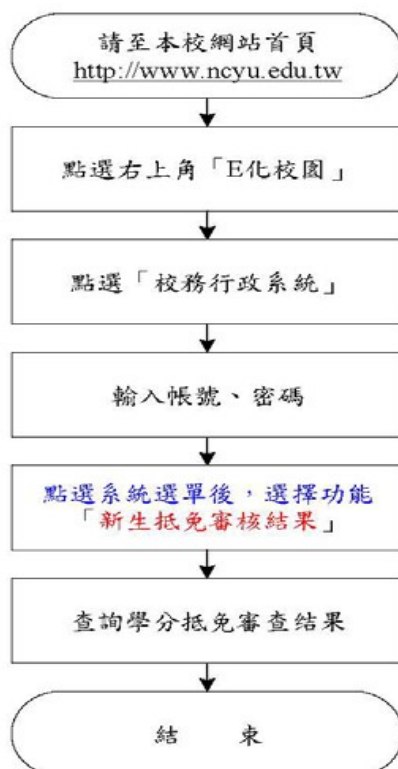 請至本校網站首頁
http://www.ncyu.edu.tw
點選右上角「E化校園」
點選「校務行政系統」
輸入帳號、密碼
點選系統選單後，選擇功能
「新生抵免審核結果」
查詢學分抵免審查結果
結 束